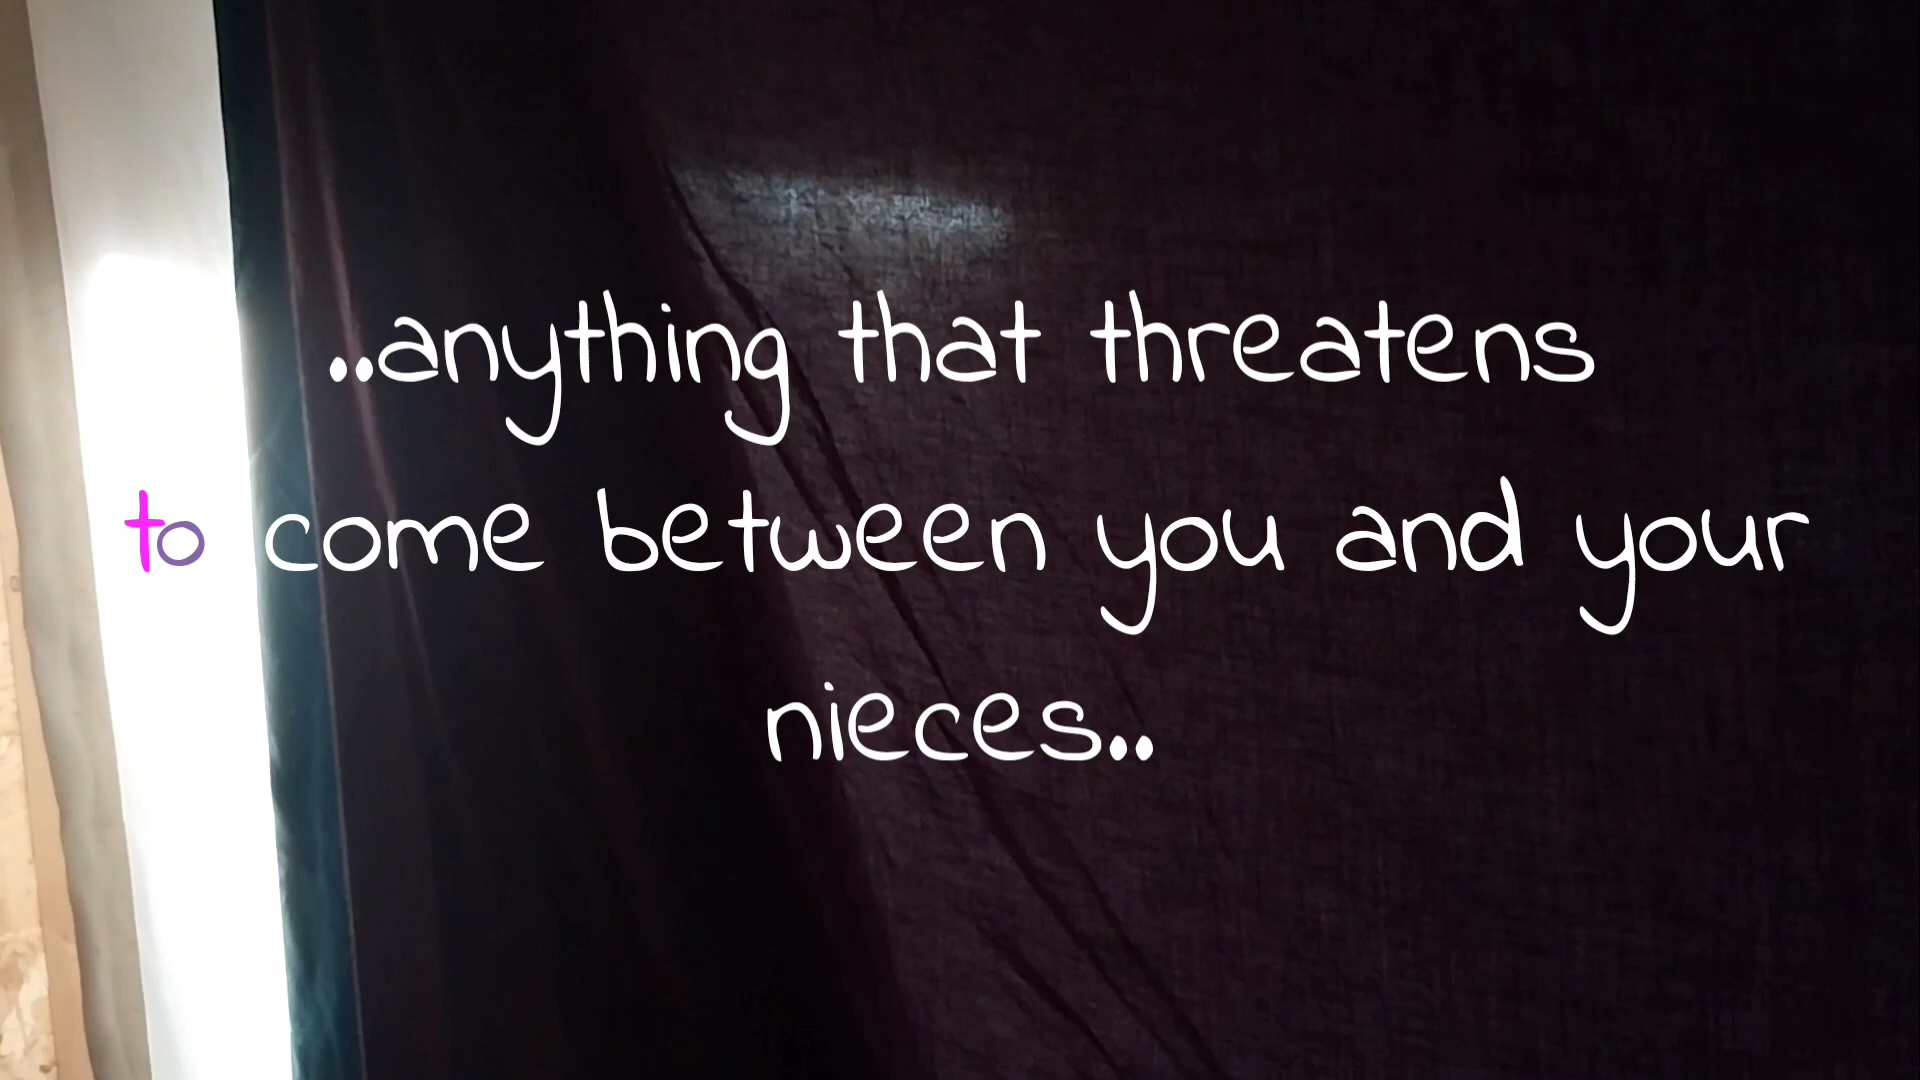 ..anything that threatens
to come between you and your
nieces..